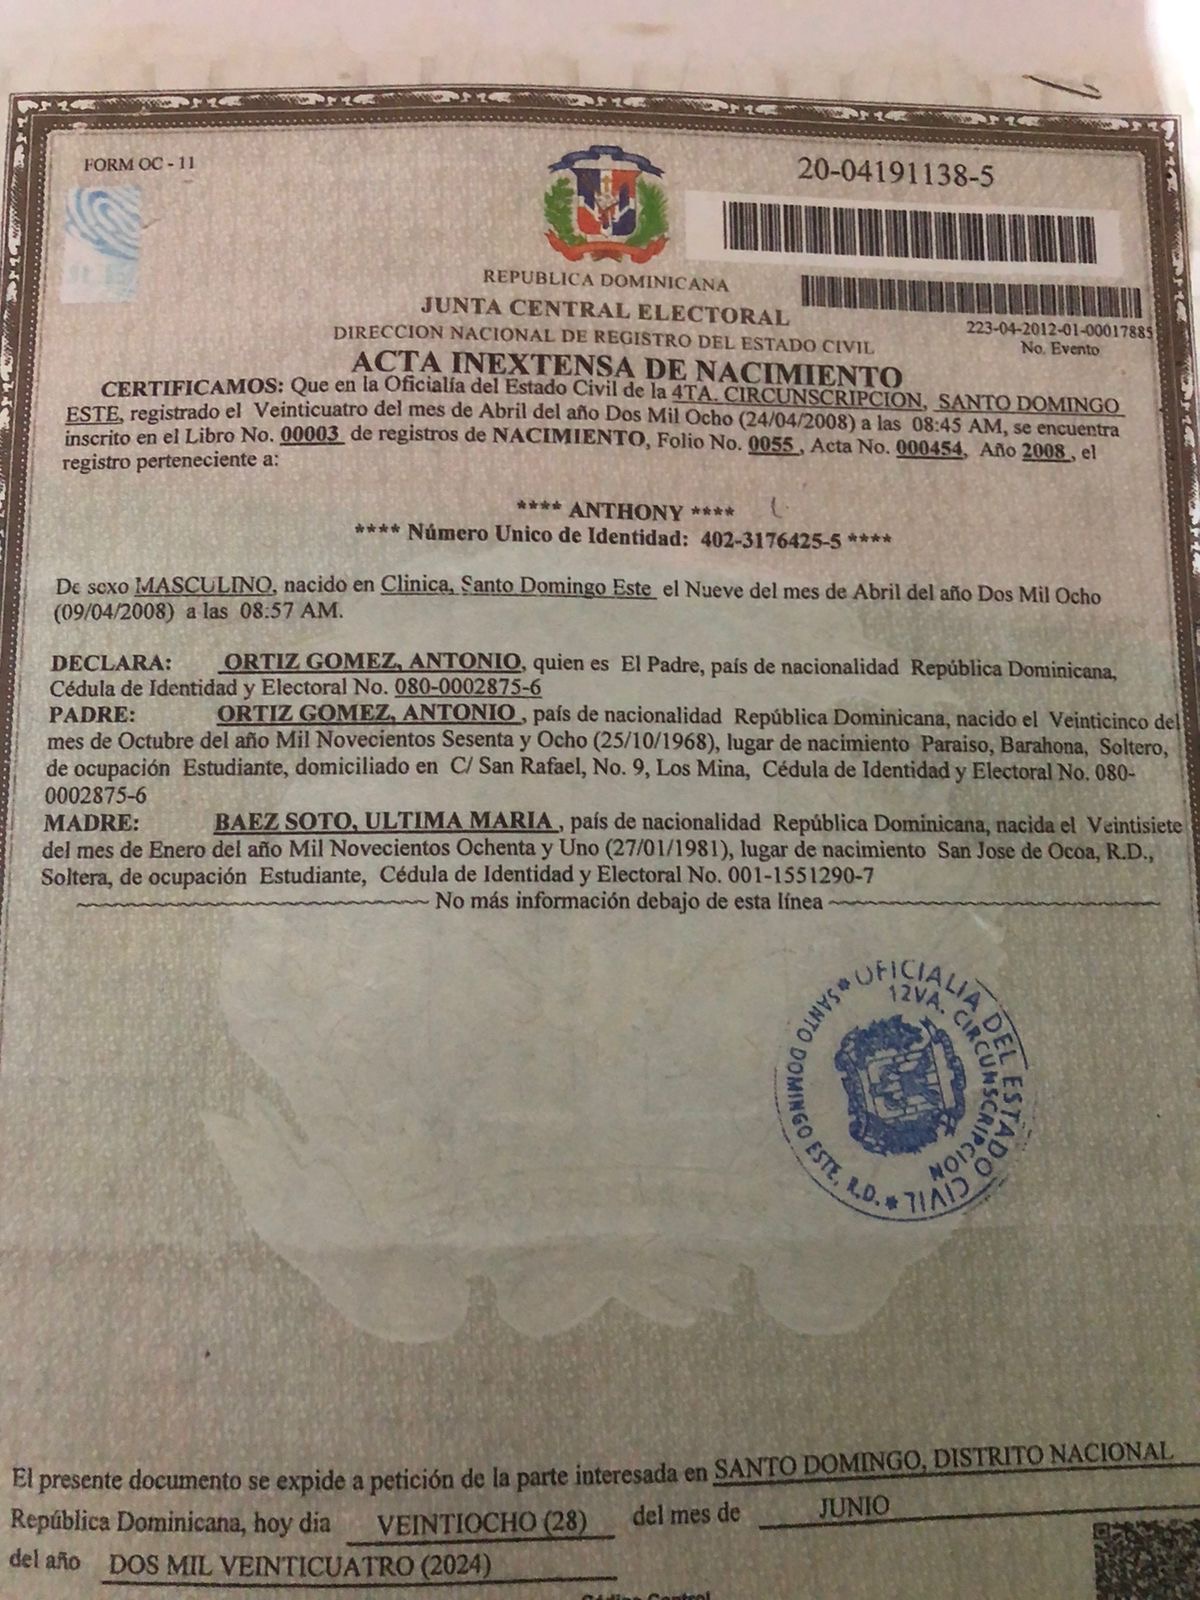 FORM OC - 11
20-04191138-5
REPUBLICA DOMINICANA
JUNTA CENTRAL ELECTORAL
223-04-2012-01-00017885
DIRECCION NACIONAL DE REGISTRO DEL ESTADO CIVIL
No. Evento
ACTA INEXTENSA DE NACIMIENTO
CERTIFICAMOS: Que en la Oficialía del Estado Civil de la 4TA. CIRCUNSCRIPCION, SANTO DOMINGO
ESTE, registrado el Veinticuatro del mes de Abril del año Dos Mil Ocho (24/04/2008) a las 08:45 AM, se encuentra
inscrito en el Libro No. 00003 de registros de NACIMIENTO, Folio No. 0055, Acta No. 000454, Año 2008, el
registro perteneciente a:
**** ANTHONY ****
**** Número Unico de Identidad: 402-3176425-5 ****
De sexo MASCULINO, nacido en Clinica, Santo Domingo Este el Nueve del mes de Abril del año Dos Mil Ocho
(09/04/2008) a las 08:57 AM.
DECLARA: ORTIZ GOMEZ, ANTONIO, quien es El Padre, país de nacionalidad República Dominicana,
Cédula de Identidad y Electoral No. 080-0002875-6
PADRE: ORTIZ GOMEZ, ANTONIO, país de nacionalidad República Dominicana, nacido el Veinticinco del
mes de Octubre del año Mil Novecientos Sesenta y Ocho (25/10/1968), lugar de nacimiento Paraiso, Barahona, Soltero,
de ocupación Estudiante, domiciliado en C/ San Rafael, No. 9, Los Mina, Cédula de Identidad y Electoral No. 080-
0002875-6
MADRE: BAEZ SOTO, ULTIMA MARIA, país de nacionalidad República Dominicana, nacida el Veintisiete
del mes de Enero del año Mil Novecientos Ochenta y Uno (27/01/1981), lugar de nacimiento San Jose de Ocoa, R.D.,
Soltera, de ocupación Estudiante, Cédula de Identidad y Electoral No. 001-1551290-7
No más información debajo de esta línea
OFICIALIA DEL ESTADO CIVIL
12VA. CIRCUNSCRIPCION
SANTO DOMINGO ESTE, R.D.
El presente documento se expide a petición de la parte interesada en SANTO DOMINGO, DISTRITO NACIONAL
República Dominicana, hoy dia VEINTIOCHO (28) del mes de JUNIO
del año DOS MIL VEINTICUATRO (2024)
Código Control